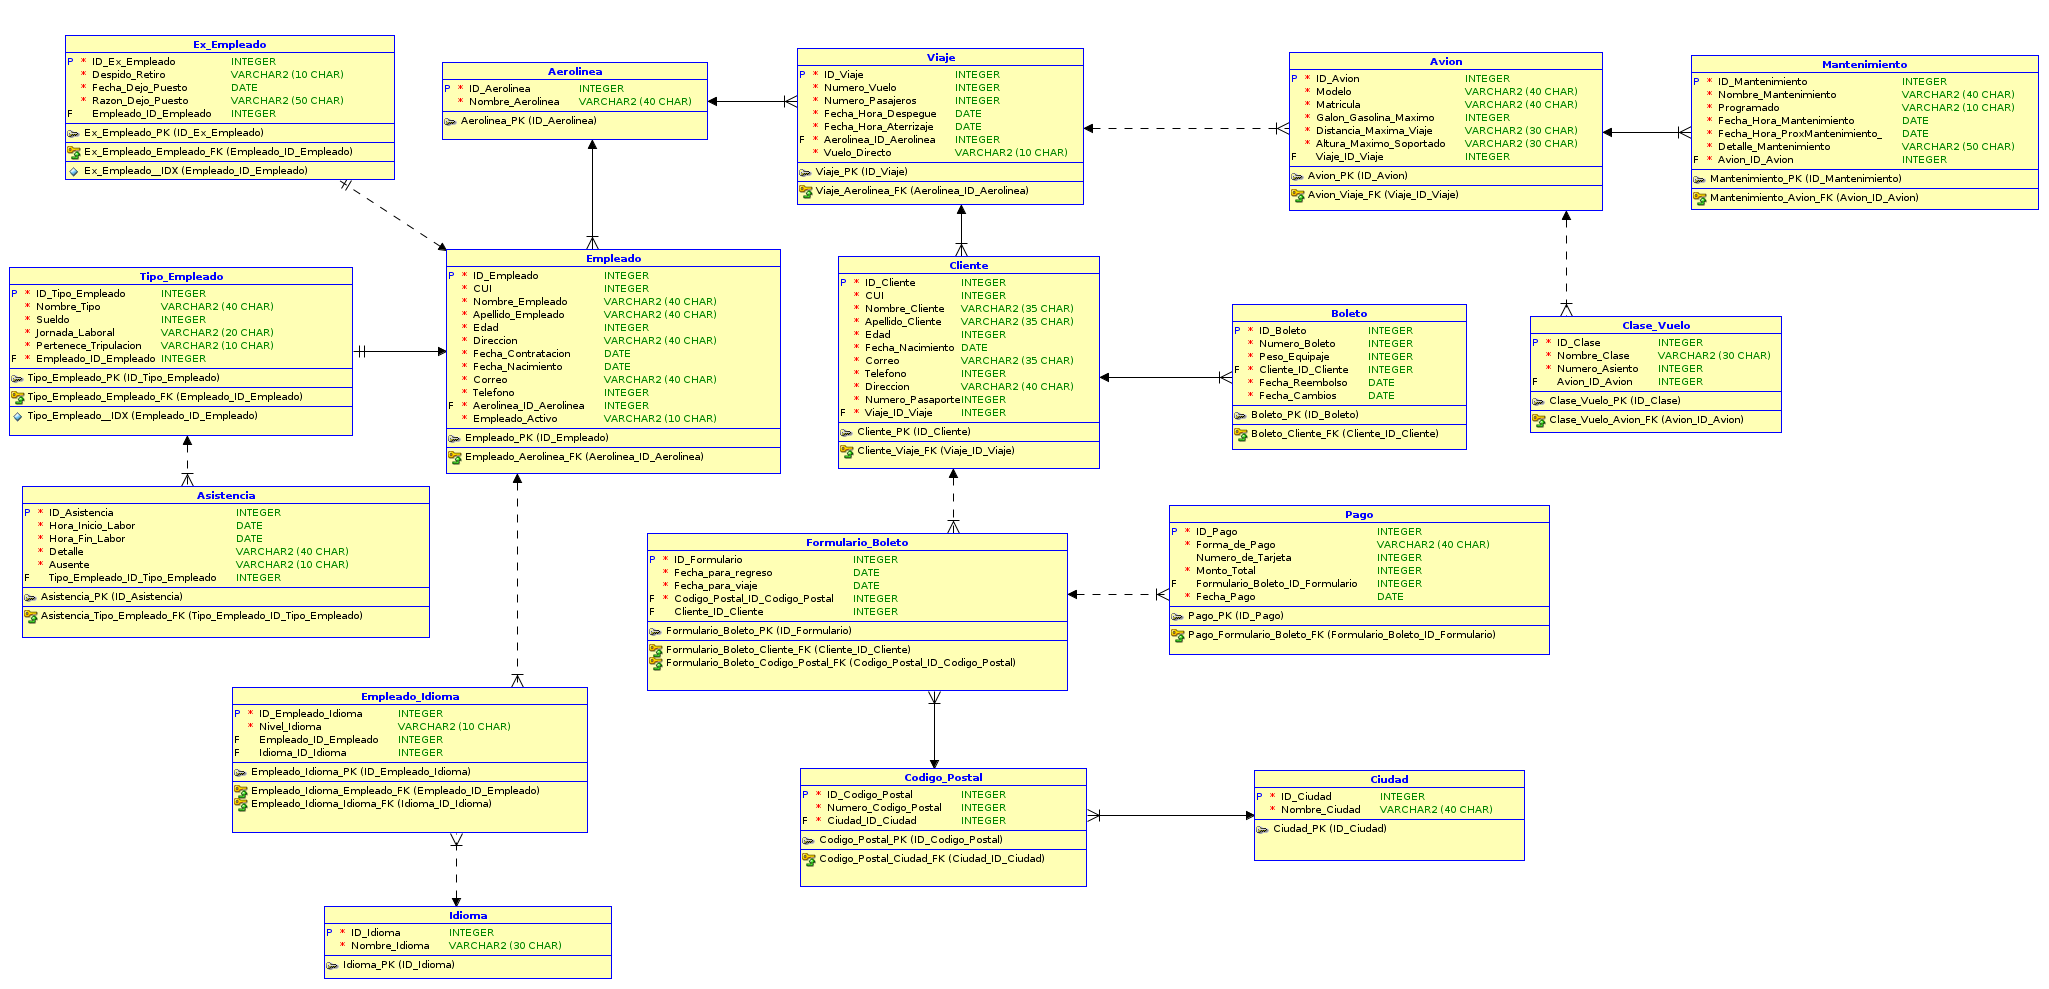 Ex_Empleado
P * ID_Ex_Empleado INTEGER
* Despido_Retiro VARCHAR2 (10 CHAR)
* Fecha_Dejo_Puesto DATE
* Razon_Dejo_Puesto VARCHAR2 (50 CHAR)
F Empleado_ID_Empleado INTEGER
Ex_Empleado_PK (ID_Ex_Empleado)
Ex_Empleado_Empleado_FK (Empleado_ID_Empleado)
Ex_Empleado__IDX (Empleado_ID_Empleado)
Aerolinea
P * ID_Aerolinea INTEGER
* Nombre_Aerolinea VARCHAR2 (40 CHAR)
Aerolinea_PK (ID_Aerolinea)
Viaje
P * ID_Viaje INTEGER
* Numero_Vuelo INTEGER
* Numero_Pasajeros INTEGER
* Fecha_Hora_Despegue DATE
* Fecha_Hora_Aterrizaje DATE
F * Aerolinea_ID_Aerolinea INTEGER
* Vuelo_Directo VARCHAR2 (10 CHAR)
Viaje_PK (ID_Viaje)
Viaje_Aerolinea_FK (Aerolinea_ID_Aerolinea)
Avion
P * ID_Avion INTEGER
* Modelo VARCHAR2 (40 CHAR)
* Matricula VARCHAR2 (40 CHAR)
* Galon_Gasolina_Maximo INTEGER
* Distancia_Maxima_Viaje VARCHAR2 (30 CHAR)
* Altura_Maximo_Soportado VARCHAR2 (30 CHAR)
F Viaje_ID_Viaje INTEGER
Avion_PK (ID_Avion)
Avion_Viaje_FK (Viaje_ID_Viaje)
Mantenimiento
P * ID_Mantenimiento INTEGER
* Nombre_Mantenimiento VARCHAR2 (40 CHAR)
* Programado VARCHAR2 (10 CHAR)
* Fecha_Hora_Mantenimiento DATE
* Fecha_Hora_ProxMantenimiento_ DATE
* Detalle_Mantenimiento VARCHAR2 (50 CHAR)
F * Avion_ID_Avion INTEGER
Mantenimiento_PK (ID_Mantenimiento)
Mantenimiento_Avion_FK (Avion_ID_Avion)
Tipo_Empleado
P * ID_Tipo_Empleado INTEGER
* Nombre_Tipo VARCHAR2 (40 CHAR)
* Sueldo INTEGER
* Jornada_Laboral VARCHAR2 (20 CHAR)
* Pertenece_Tripulacion VARCHAR2 (10 CHAR)
F * Empleado_ID_Empleado INTEGER
Tipo_Empleado_PK (ID_Tipo_Empleado)
Tipo_Empleado_Empleado_FK (Empleado_ID_Empleado)
Tipo_Empleado__IDX (Empleado_ID_Empleado)
Empleado
P * ID_Empleado INTEGER
* CUI INTEGER
* Nombre_Empleado VARCHAR2 (40 CHAR)
* Apellido_Empleado VARCHAR2 (40 CHAR)
* Edad INTEGER
* Direccion VARCHAR2 (40 CHAR)
* Fecha_Contratacion DATE
* Fecha_Nacimiento DATE
* Correo VARCHAR2 (40 CHAR)
* Telefono INTEGER
F * Aerolinea_ID_Aerolinea INTEGER
* Empleado_Activo VARCHAR2 (10 CHAR)
Empleado_PK (ID_Empleado)
Empleado_Aerolinea_FK (Aerolinea_ID_Aerolinea)
Cliente
P * ID_Cliente INTEGER
* CUI INTEGER
* Nombre_Cliente VARCHAR2 (35 CHAR)
* Apellido_Cliente VARCHAR2 (35 CHAR)
* Edad INTEGER
* Fecha_Nacimiento DATE
* Correo VARCHAR2 (35 CHAR)
* Telefono INTEGER
* Direccion VARCHAR2 (40 CHAR)
* Numero_Pasaporte INTEGER
F * Viaje_ID_Viaje INTEGER
Cliente_PK (ID_Cliente)
Cliente_Viaje_FK (Viaje_ID_Viaje)
Boleto
P * ID_Boleto INTEGER
* Numero_Boleto INTEGER
* Peso_Equipaje INTEGER
F * Cliente_ID_Cliente INTEGER
* Fecha_Reembolso DATE
* Fecha_Cambios DATE
Boleto_PK (ID_Boleto)
Boleto_Cliente_FK (Cliente_ID_Cliente)
Clase_Vuelo
P * ID_Clase INTEGER
* Nombre_Clase VARCHAR2 (30 CHAR)
* Numero_Asiento INTEGER
F Avion_ID_Avion INTEGER
Clase_Vuelo_PK (ID_Clase)
Clase_Vuelo_Avion_FK (Avion_ID_Avion)
Asistencia
P * ID_Asistencia INTEGER
* Hora_Inicio_Labor DATE
* Hora_Fin_Labor DATE
* Detalle VARCHAR2 (40 CHAR)
* Ausente VARCHAR2 (10 CHAR)
F Tipo_Empleado_ID_Tipo_Empleado INTEGER
Asistencia_PK (ID_Asistencia)
Asistencia_Tipo_Empleado_FK (Tipo_Empleado_ID_Tipo_Empleado)
Formulario_Boleto
P * ID_Formulario INTEGER
* Fecha_para_regreso DATE
* Fecha_para_viaje DATE
F * Codigo_Postal_ID_Codigo_Postal INTEGER
F Cliente_ID_Cliente INTEGER
Formulario_Boleto_PK (ID_Formulario)
Formulario_Boleto_Cliente_FK (Cliente_ID_Cliente)
Formulario_Boleto_Codigo_Postal_FK (Codigo_Postal_ID_Codigo_Postal)
Pago
P * ID_Pago INTEGER
* Forma_de_Pago VARCHAR2 (40 CHAR)
Numero_de_Tarjeta INTEGER
* Monto_Total INTEGER
F Formulario_Boleto_ID_Formulario INTEGER
* Fecha_Pago DATE
Pago_PK (ID_Pago)
Pago_Formulario_Boleto_FK (Formulario_Boleto_ID_Formulario)
Empleado_Idioma
P * ID_Empleado_Idioma INTEGER
* Nivel_Idioma VARCHAR2 (10 CHAR)
F Empleado_ID_Empleado INTEGER
F Idioma_ID_Idioma INTEGER
Empleado_Idioma_PK (ID_Empleado_Idioma)
Empleado_Idioma_Empleado_FK (Empleado_ID_Empleado)
Empleado_Idioma_Idioma_FK (Idioma_ID_Idioma)
Codigo_Postal
P * ID_Codigo_Postal INTEGER
* Numero_Codigo_Postal INTEGER
F * Ciudad_ID_Ciudad INTEGER
Codigo_Postal_PK (ID_Codigo_Postal)
Codigo_Postal_Ciudad_FK (Ciudad_ID_Ciudad)
Ciudad
P * ID_Ciudad INTEGER
* Nombre_Ciudad VARCHAR2 (40 CHAR)
Ciudad_PK (ID_Ciudad)
Idioma
P * ID_Idioma INTEGER
* Nombre_Idioma VARCHAR2 (30 CHAR)
Idioma_PK (ID_Idioma)